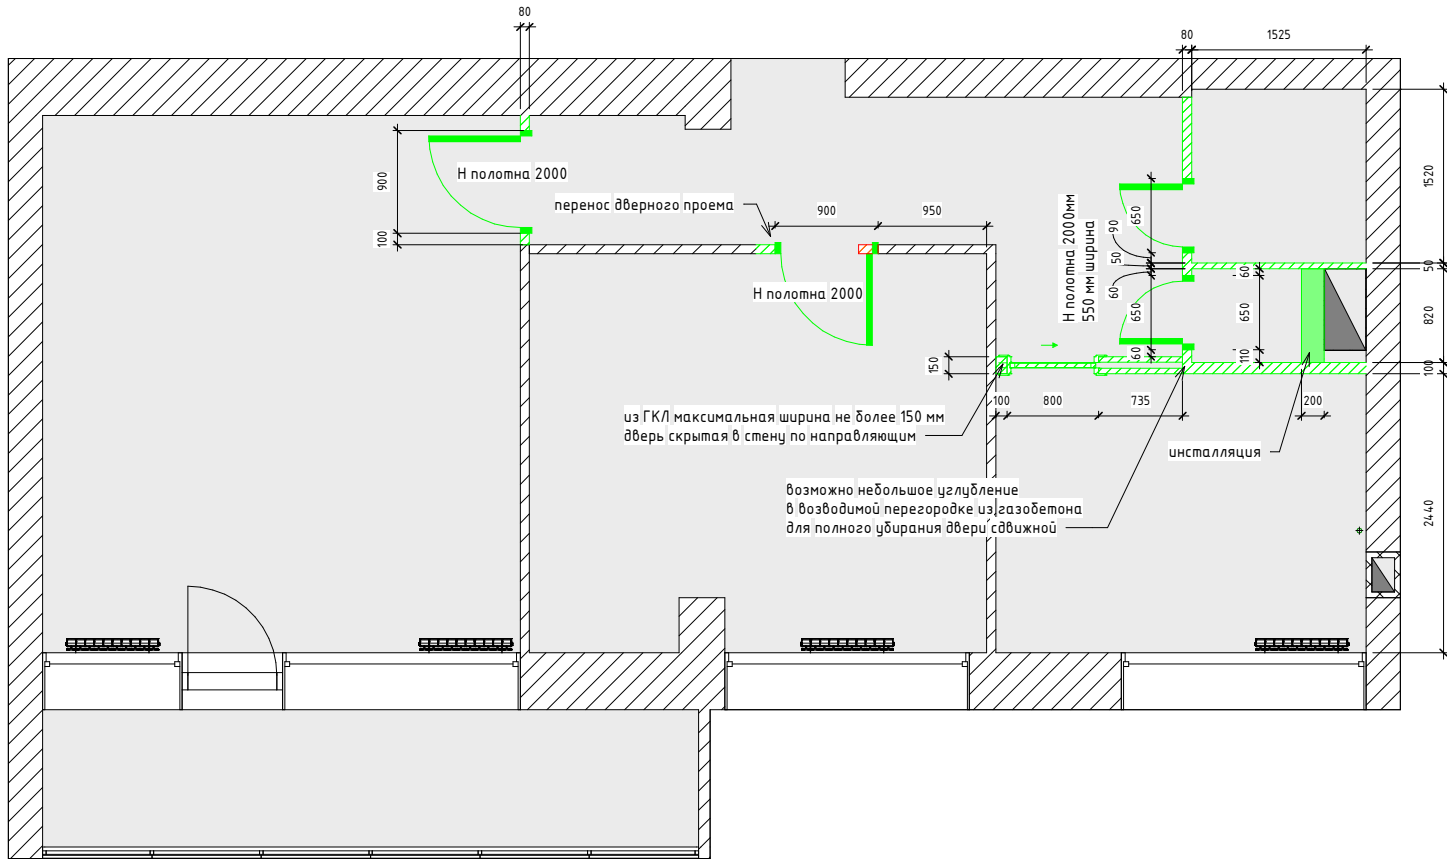 80
80
1525
900
Н полотна 2000
100
перенос дверного проема
900
950
Н полотна 2000мм
550 мм ширина
650
90
50
60
650
60
1520
50
820
100
2440
60
650
110
Н полотна 2000
150
100
800
735
200
из ГКЛ максимальная ширина не более 150 мм
дверь скрытая в стену по направляющим
инсталляция
возможно небольшое углубление
в возводимой перегородке из газобетона
для полного убирания двери сдвижной